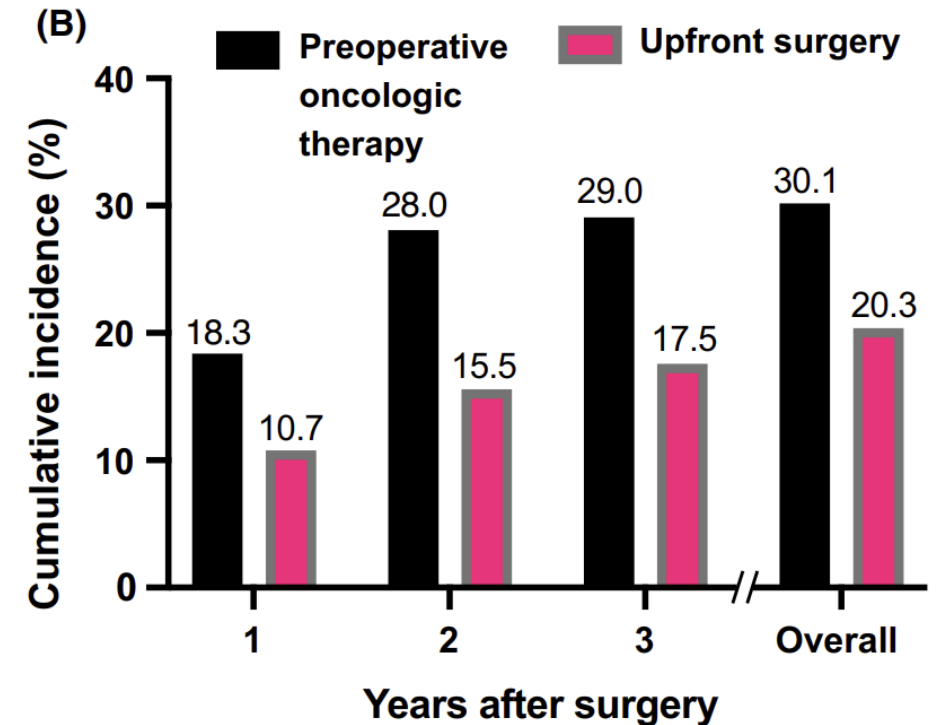 (B)
Preoperative
oncologic
therapy
Upfront surgery
Cumulative incidence (%)
40
30
20
10
0
18.3
10.7
28.0
15.5
29.0
17.5
30.1
20.3
1
2
3
Overall
Years after surgery